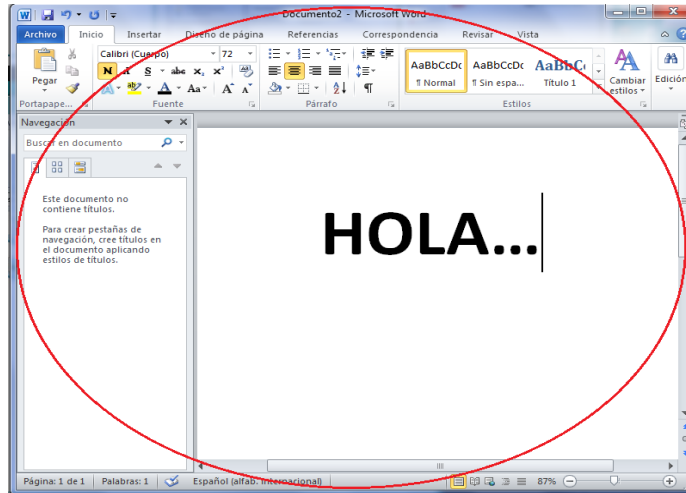 Documento2 - Microsoft Word
Archivo Inicio Insertar Diseño de página Referencias Correspondencia Revisar Vista
Calibri (Cuerpo) 72
Pegar
N K S abc x, x²
A ab A Aa A A
AaBbCcDc AaBbCcDc AaBbC
¶ Normal ¶ Sin espa... Título 1
Cambiar estilos
Edición
Portapape... Fuente Párrafo Estilos
Navegación
Buscar en documento
Este documento no
contiene títulos.
Para crear pestañas de
navegación, cree títulos en
el documento aplicando
estilos de títulos.
HOLA...
Página: 1 de 1 Palabras: 1 Español (alfab. internacional) 87%